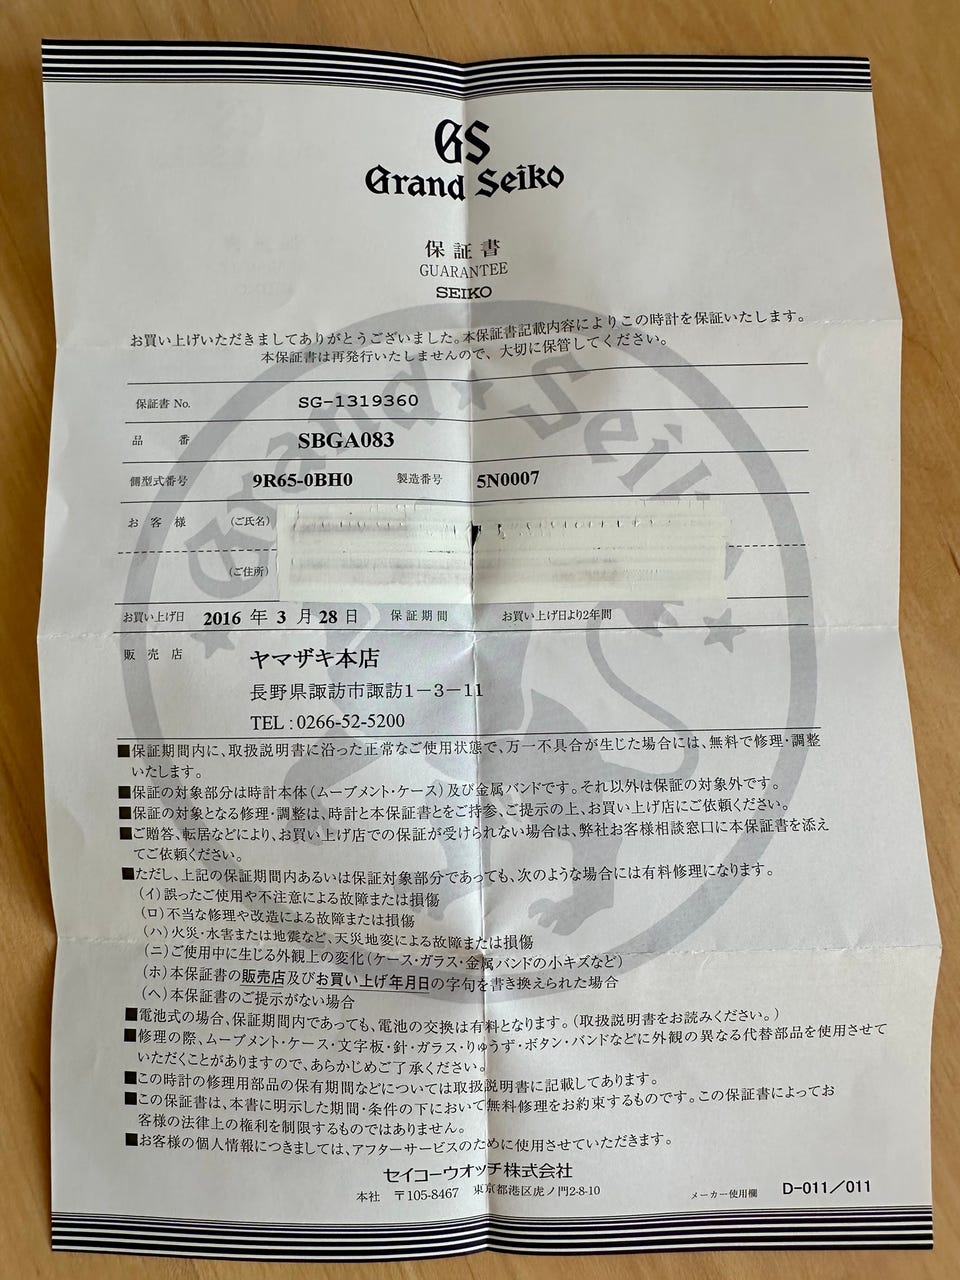 GS
Grand Seiko
保証書
GUARANTEE
SEIKO
お買い上げいただきましてありがとうございました。本保証書記載内容によりこの時計を保証いたします。
本保証書は再発行いたしませんので、大切に保管してください。
保証書 No. SG-1319360
品 番 SBGA083
側型式番号 9R65-0BH0 製造番号 5N0007
お 客 様 (ご氏名)
(ご住所)
お買い上げ日 2016 年 3 月 28 日 保証期間 お買い上げ日より2年間
販 売 店 ヤマザキ本店
長野県諏訪市諏訪1－3－11
TEL : 0266-52-5200
■保証期間内に、取扱説明書に沿った正常なご使用状態で、万一不具合が生じた場合には、無料で修理・調整
いたします。
■保証の対象部分は時計本体(ムーブメント・ケース)及び金属バンドです。それ以外は保証の対象外です。
■保証の対象となる修理・調整は、時計と本保証書とをご持参、ご提示の上、お買い上げ店にご依頼ください。
■ご贈答、転居などにより、お買い上げ店での保証が受けられない場合は、弊社お客様相談窓口に本保証書を添え
てご依頼ください。
■ただし、上記の保証期間内あるいは保証対象部分であっても、次のような場合には有料修理になります。
(イ)誤ったご使用や不注意による故障または損傷
(ロ)不当な修理や改造による故障または損傷
(ハ)火災・水害または地震など、天災地変による故障または損傷
(ニ)ご使用中に生じる外観上の変化(ケース・ガラス・金属バンドの小キズなど)
(ホ)本保証書の販売店及びお買い上げ年月日の字句を書き換えられた場合
(ヘ)本保証書のご提示がない場合
■電池式の場合、保証期間内であっても、電池の交換は有料となります。(取扱説明書をお読みください。)
■修理の際、ムーブメント・ケース・文字板・針・ガラス・りゅうず・ボタン・バンドなどに外観の異なる代替部品を使用させて
いただくことがありますので、あらかじめご了承ください。
■この時計の修理用部品の保有期間などについては取扱説明書に記載してあります。
■この保証書は、本書に明示した期間・条件の下において無料修理をお約束するものです。この保証書によってお
客様の法律上の権利を制限するものではありません。
■お客様の個人情報につきましては、アフターサービスのために使用させていただきます。
セイコーウオッチ株式会社
本社 〒105-8467 東京都港区虎ノ門2-8-10
メーカー使用欄 D-011／011
Grand Seiko